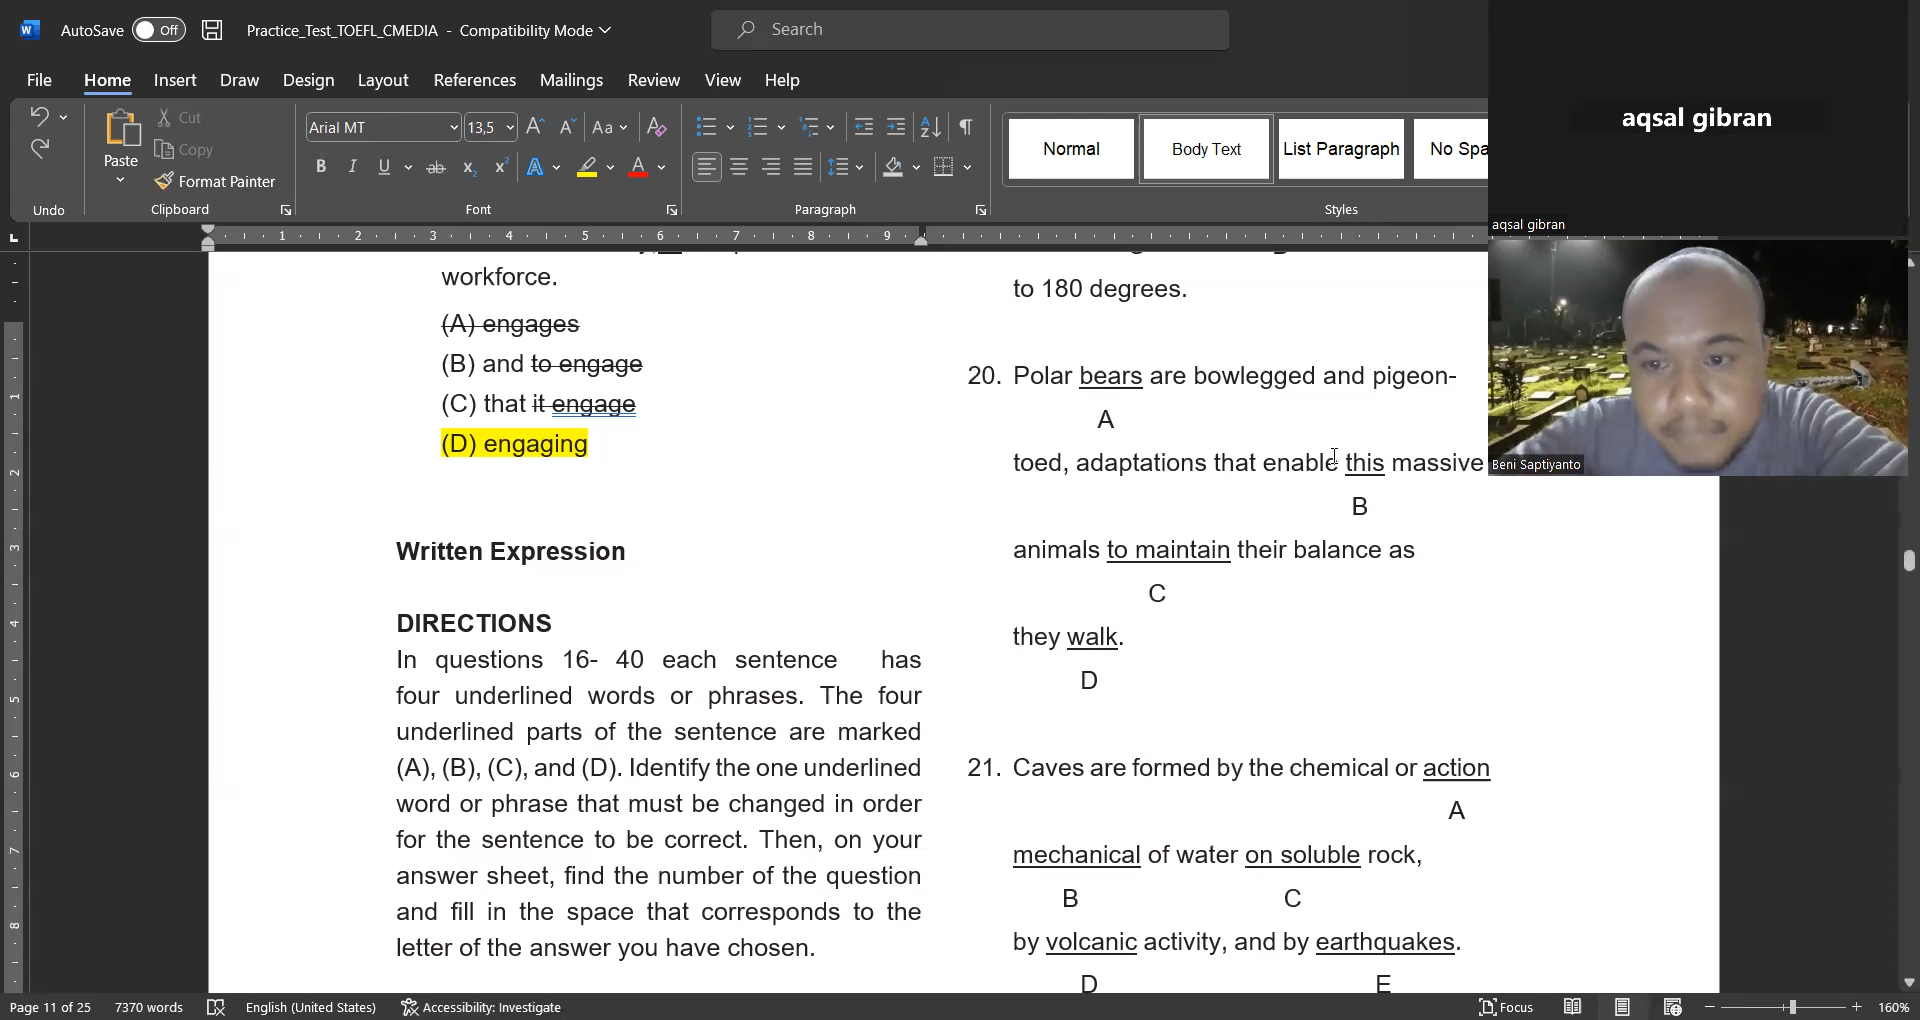 AutoSave Off Practice_Test_TOEFL_CMEDIA - Compatibility Mode Search
File Home Insert Draw Design Layout References Mailings Review View Help
Paste Cut Copy Format Painter
Arial MT 13,5
Normal Body Text List Paragraph No Spa
Undo Clipboard Font Paragraph Styles
1 2 3 4 5 6 7 8 9
aqsal gibran
aqsal gibran
Beni Saptiyanto
workforce.
(A) engages
(B) and to engage
(C) that it engage
(D) engaging
Written Expression
DIRECTIONS
In questions 16- 40 each sentence has
four underlined words or phrases. The four
underlined parts of the sentence are marked
(A), (B), (C), and (D). Identify the one underlined
word or phrase that must be changed in order
for the sentence to be correct. Then, on your
answer sheet, find the number of the question
and fill in the space that corresponds to the
letter of the answer you have chosen.
to 180 degrees.
20. Polar bears are bowlegged and pigeon-
A
toed, adaptations that enable this massive
B
animals to maintain their balance as
C
they walk.
D
21. Caves are formed by the chemical or action
A
mechanical of water on soluble rock,
B C
by volcanic activity, and by earthquakes.
D E
Page 11 of 25 7370 words English (United States) Accessibility: Investigate Focus 160%